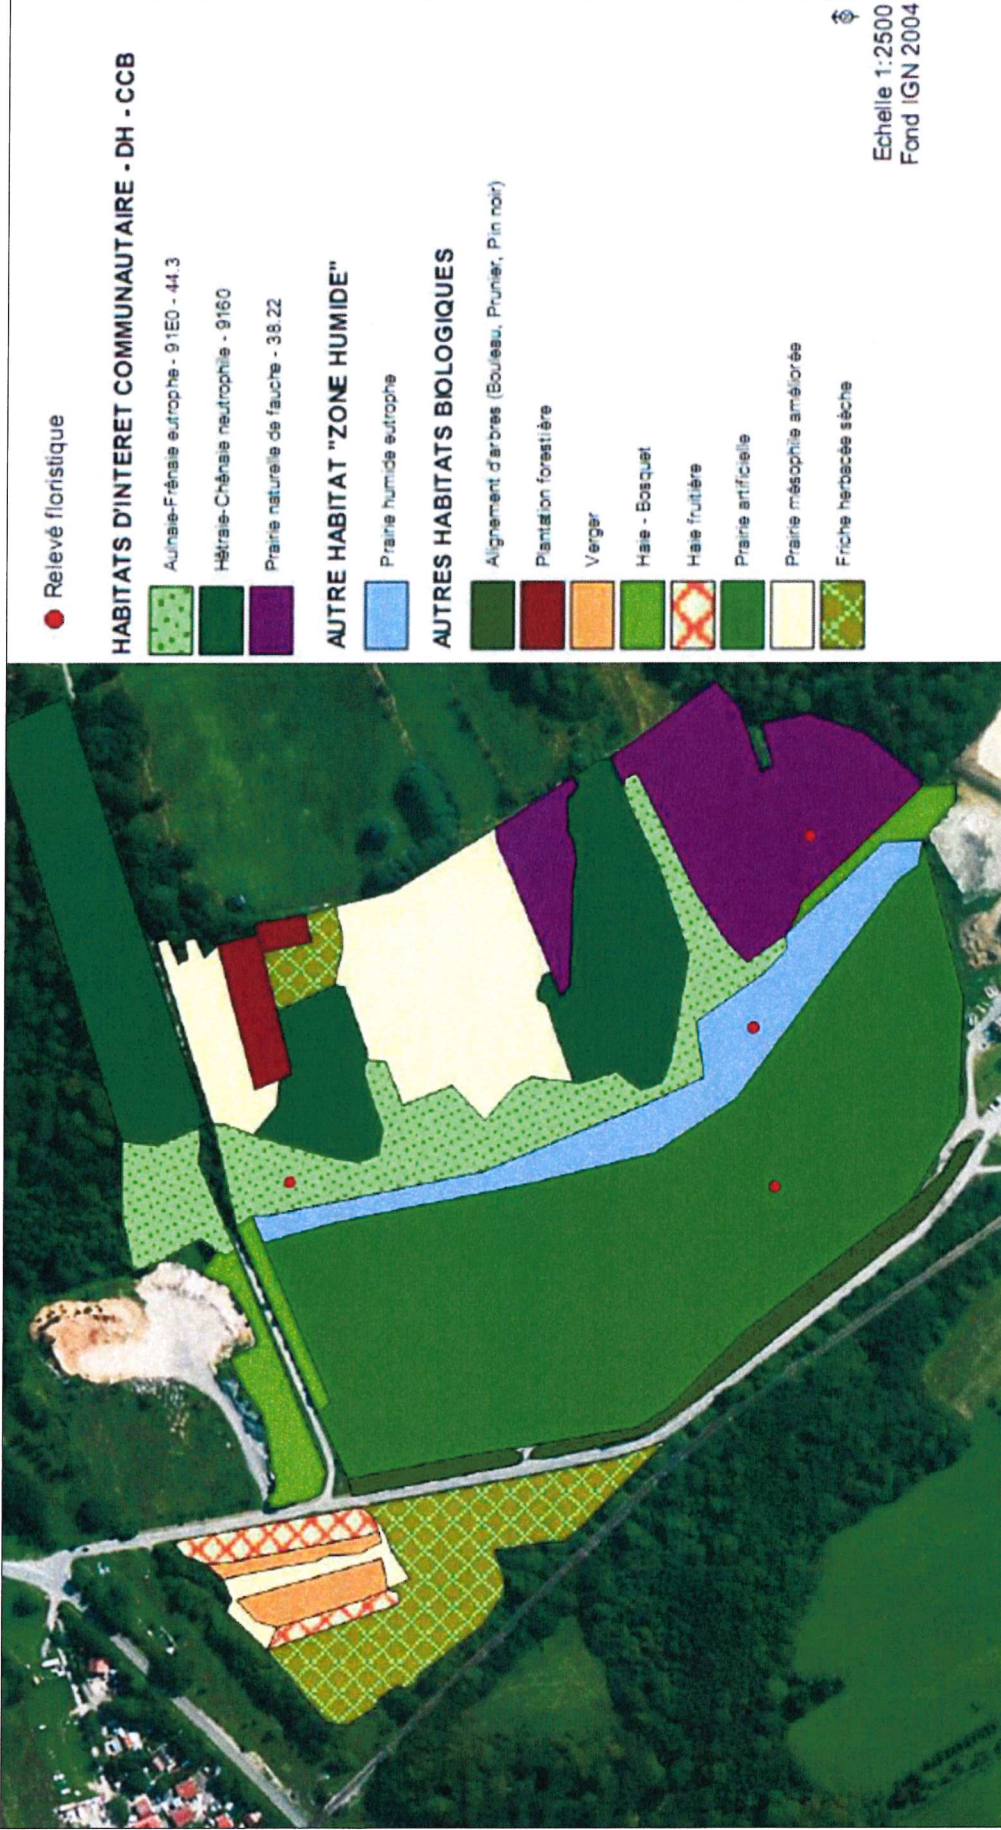 Relevé floristique
HABITATS D'INTERET COMMUNAUTAIRE - DH - CCB
Aulnaie-Frênaie eutrophe - 91E0 - 44.3
Hêtraie-Chênaie neutrophile - 9160
Prairie naturelle de fauche - 38.22
AUTRE HABITAT "ZONE HUMIDE"
Prairie humide eutrophe
AUTRES HABITATS BIOLOGIQUES
Alignement d'arbres (Bouleau, Prunier, Pin noir)
Plantation forestière
Verger
Haie - Bosquet
Haie fruitière
Prairie artificielle
Prairie mésophile améliorée
Friche herbacée sèche
Echelle 1:2500
Fond IGN 2004